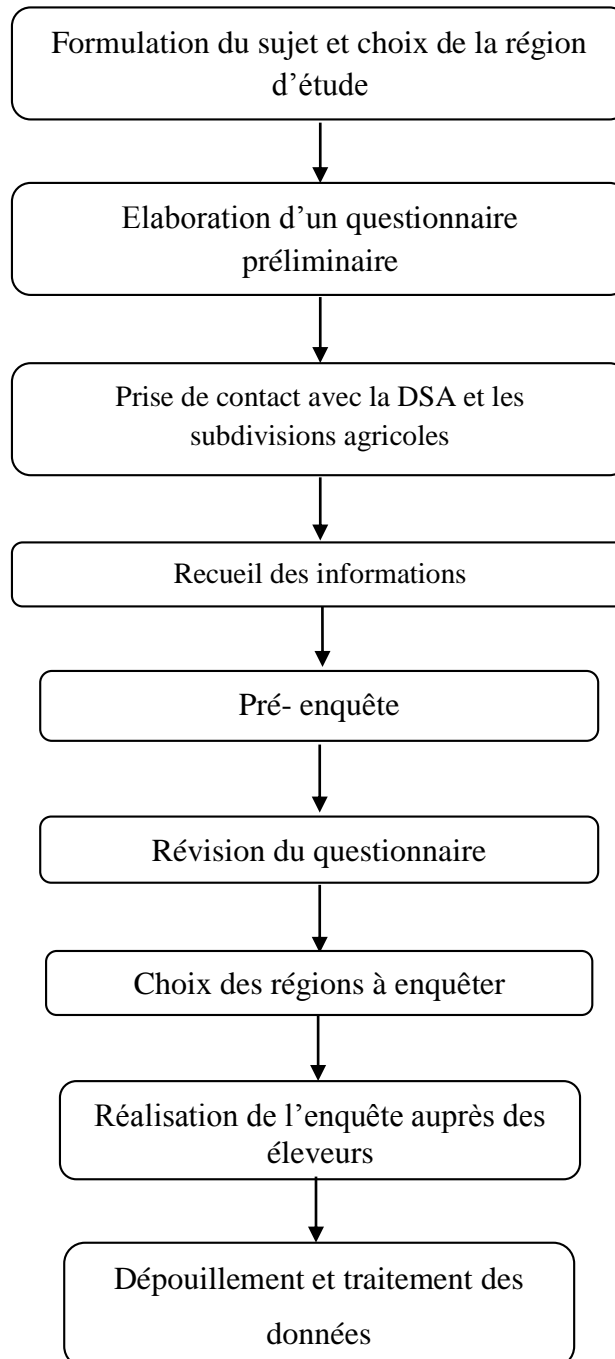 Formulation du sujet et choix de la région
d’étude
Elaboration d’un questionnaire
préliminaire
Prise de contact avec la DSA et les
subdivisions agricoles
Recueil des informations
Pré- enquête
Révision du questionnaire
Choix des régions à enquêter
Réalisation de l’enquête auprès des
éleveurs
Dépouillement et traitement des
données